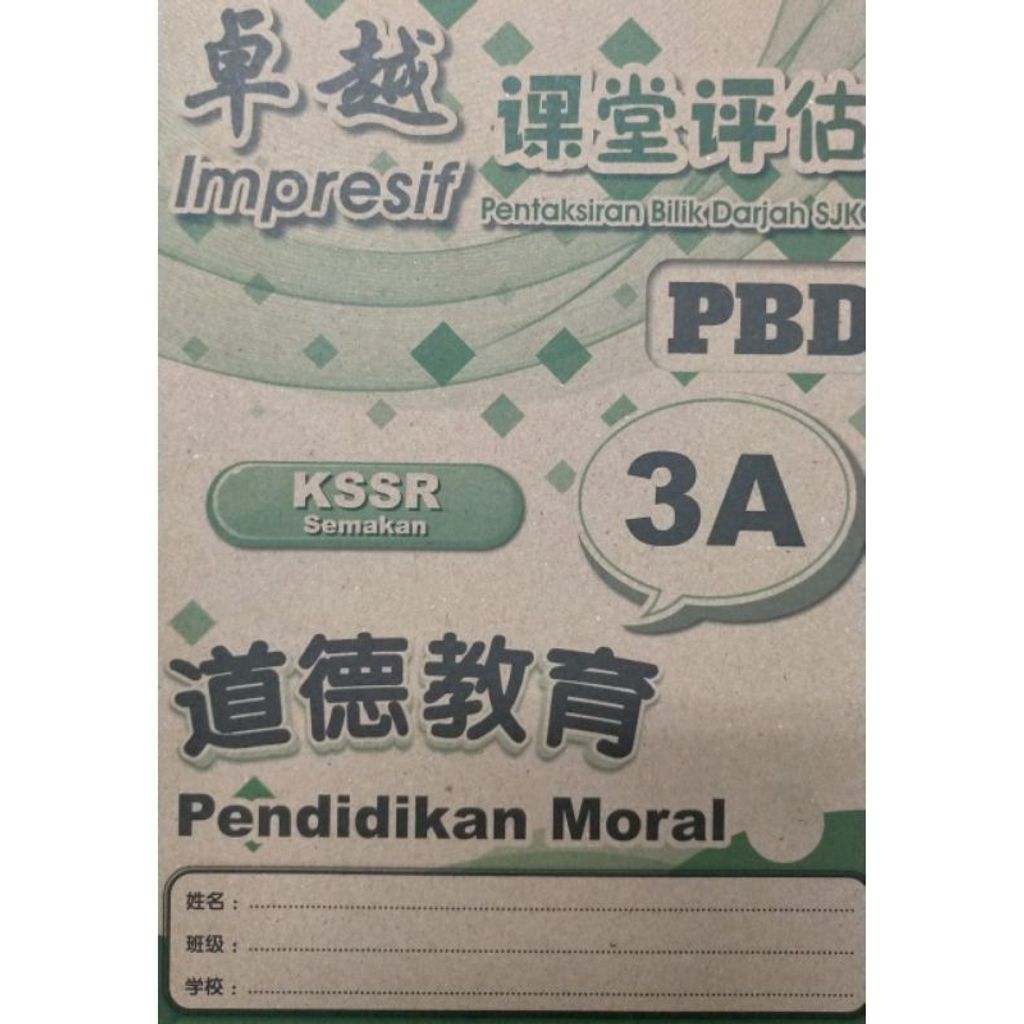 卓越 课堂评估
Impresif Pentaksiran Bilik Darjah SJK
PBD
KSSR
Semakan
3A
道德教育
Pendidikan Moral
姓名：
班级：
学校：